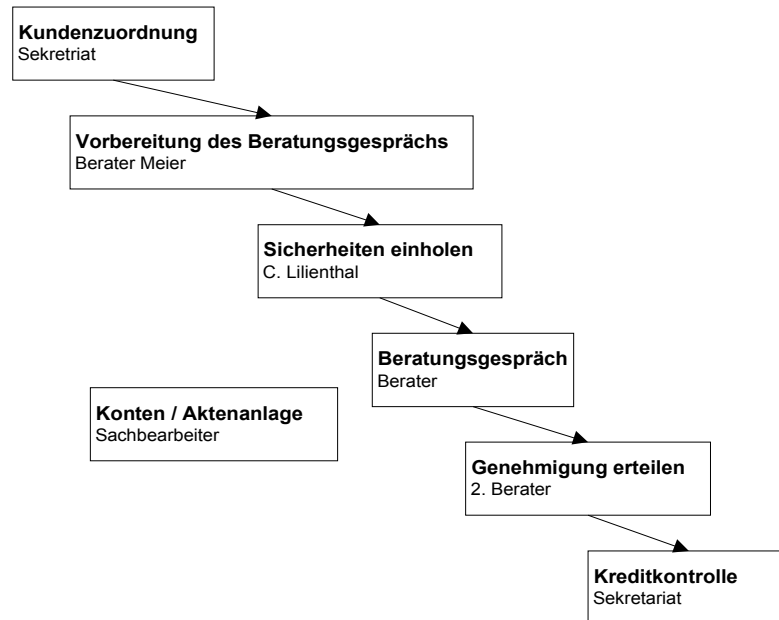 Kundenzuordnung
Sekretriat
Vorbereitung des Beratungsgesprächs
Berater Meier
Sicherheiten einholen
C. Lilienthal
Beratungsgespräch
Berater
Konten / Aktenanlage
Sachbearbeiter
Genehmigung erteilen
2. Berater
Kreditkontrolle
Sekretariat